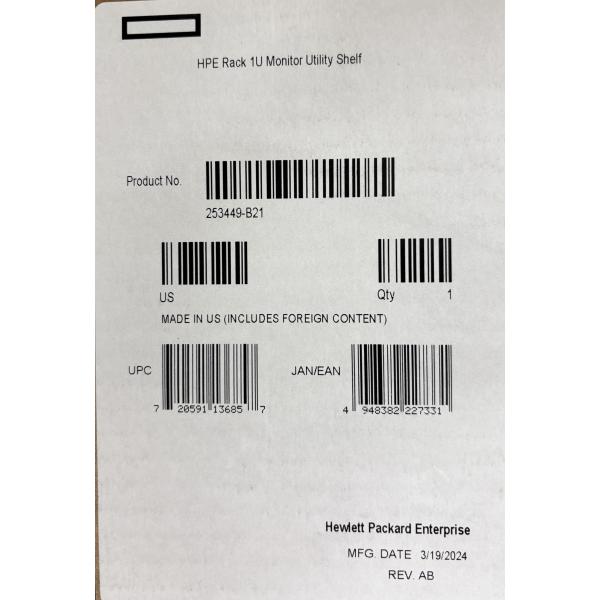 HPE Rack 1U Monitor Utility Shelf
Product No.
253449-B21
US
Qty 1
MADE IN US (INCLUDES FOREIGN CONTENT)
UPC
7 20591 13685 7
JAN/EAN
4 948382 227331
Hewlett Packard Enterprise
MFG. DATE 3/19/2024
REV. AB